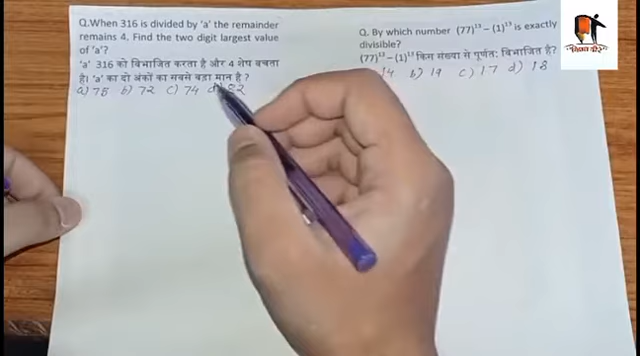 Q.When 316 is divided by 'a' the remainder
remains 4. Find the two digit largest value
of 'a'?
'a' 316 को विभाजित करता है और 4 शेष बचता
है। 'a' का दो अंकों का सबसे बडा मान है ?
a) 78 b) 72 c) 74 d) 82
Q. By which number (77)¹³ – (1)¹³ is exactly
divisible?
(77)¹³ – (1)¹³ किस संख्या से पूर्णत: विभाजित है?
14 b) 19 c) 17 d) 18